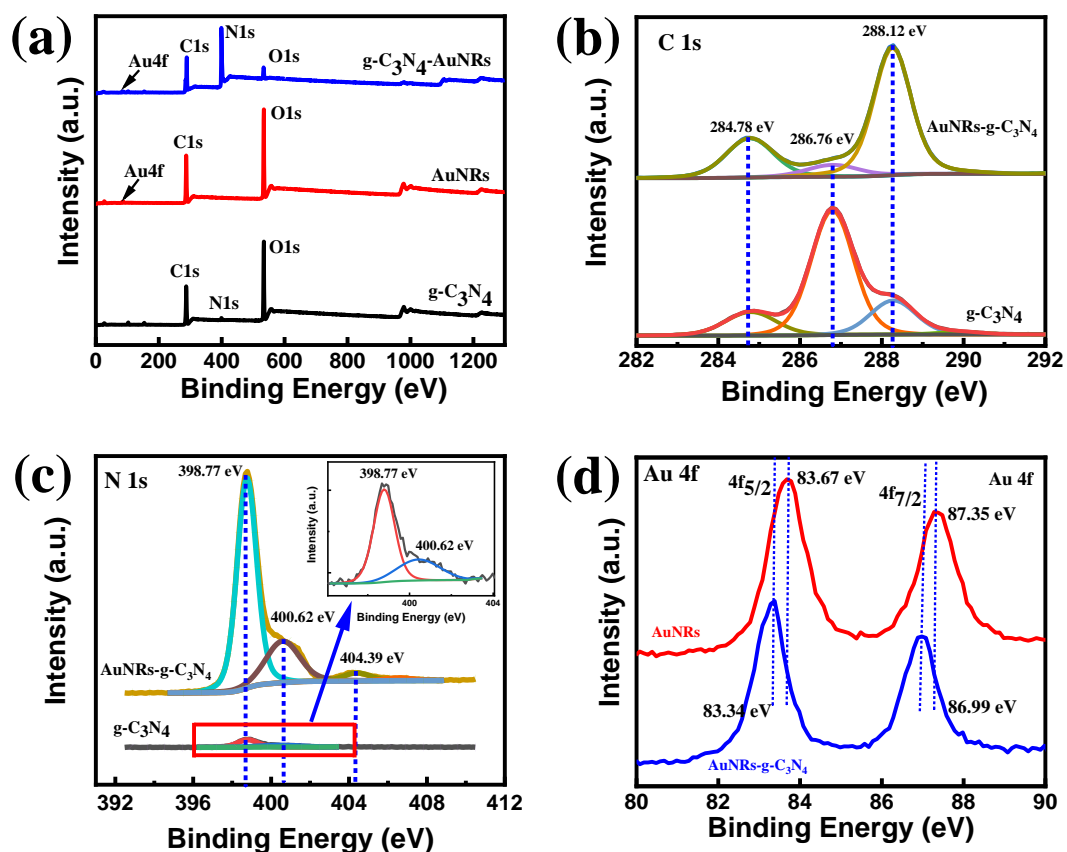 (a)
N1s
C1s
Au4f
O1s
g-C3N4-AuNRs
O1s
C1s
Au4f
AuNRs
O1s
C1s
N1s
g-C3N4
Intensity (a.u.)
0 200 400 600 800 1000 1200
Binding Energy (eV)
(b)
C 1s
288.12 eV
284.78 eV
286.76 eV
AuNRs-g-C3N4
g-C3N4
Intensity (a.u.)
282 284 286 288 290 292
Binding Energy (eV)
(c)
N 1s
398.77 eV
400.62 eV
404.39 eV
AuNRs-g-C3N4
g-C3N4
398.77 eV
400.62 eV
Intensity (a.u.)
400 404
Binding Energy (eV)
Intensity (a.u.)
392 396 400 404 408 412
Binding Energy (eV)
(d)
Au 4f
4f5/2
83.67 eV
4f7/2
Au 4f
87.35 eV
AuNRs
83.34 eV
86.99 eV
AuNRs-g-C3N4
Intensity (a.u.)
80 82 84 86 88 90
Binding Energy (eV)